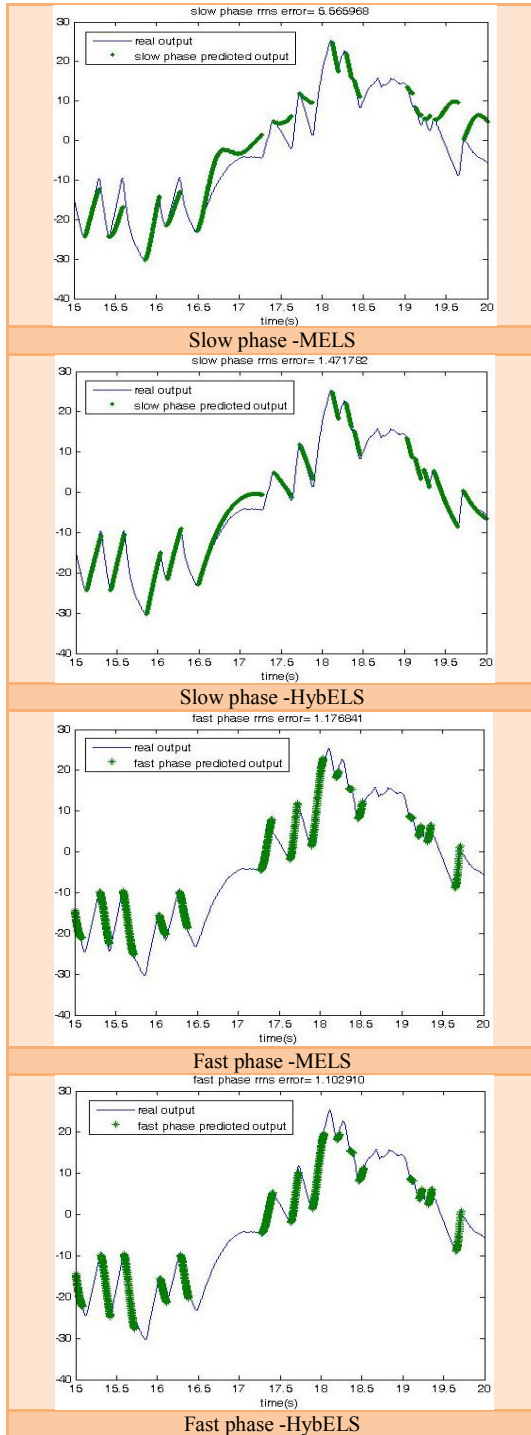 slow phase rms error= 5.565968
30
real output
slow phase predicted output
20
10
0
-10
-20
-30
-40
15 15.5 16 16.5 17 17.5 18 18.5 19 19.5 20
time(s)
Slow phase -MELS
slow phase rms error= 1.471782
30
real output
slow phase predicted output
20
10
0
-10
-20
-30
-40
15 15.5 16 16.5 17 17.5 18 18.5 19 19.5 20
time(s)
Slow phase -HybELS
fast phase rms error= 1.176841
30
real output
fast phase predicted output
20
10
0
-10
-20
-30
-40
15 15.5 16 16.5 17 17.5 18 18.5 19 19.5 20
time(s)
Fast phase -MELS
fast phase rms error= 1.102910
30
real output
fast phase predicted output
20
10
0
-10
-20
-30
-40
15 15.5 16 16.5 17 17.5 18 18.5 19 19.5 20
time(s)
Fast phase -HybELS